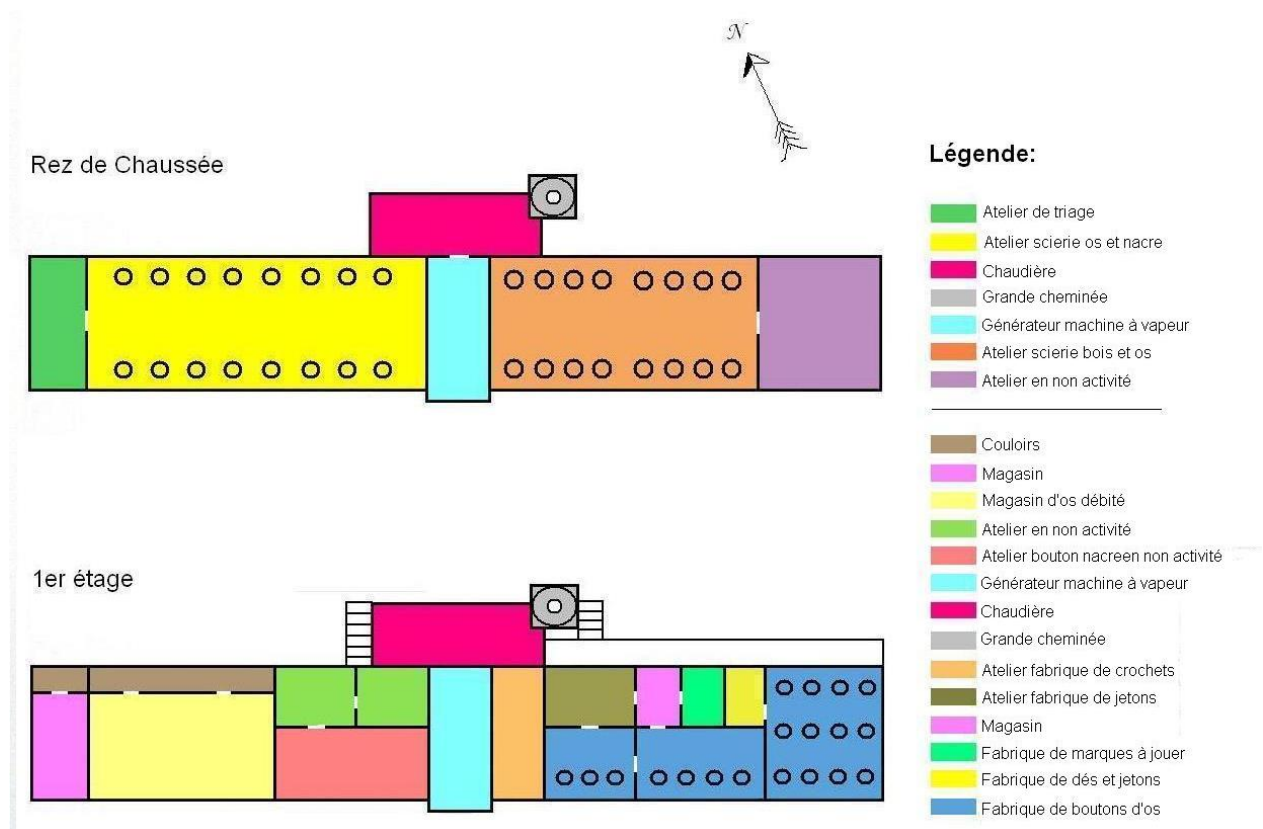 N
Rez de Chaussée
Légende:
Atelier de triage
Atelier scierie os et nacre
Chaudière
Grande cheminée
Générateur machine à vapeur
Atelier scierie bois et os
Atelier en non activité
Couloirs
Magasin
Magasin d'os débité
Atelier en non activité
Atelier bouton nacreen non activité
Générateur machine à vapeur
Chaudière
Grande cheminée
Atelier fabrique de crochets
Atelier fabrique de jetons
Magasin
Fabrique de marques à jouer
Fabrique de dés et jetons
Fabrique de boutons d'os
1er étage